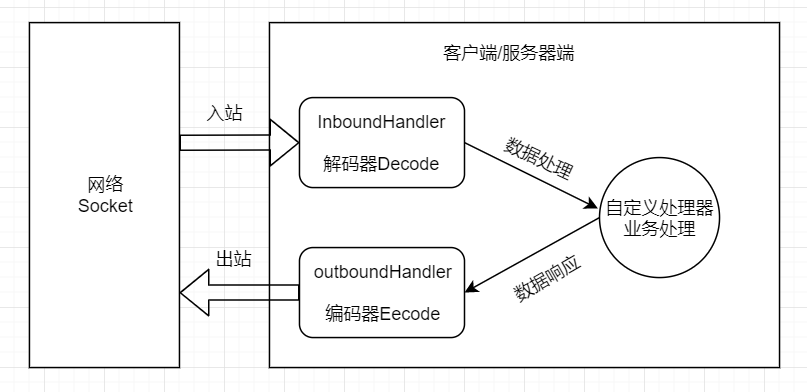 客户端/服务器端
入站
InboundHandler
解码器Decode
数据处理
网络
Socket
自定义处理器
业务处理
出站
outboundHandler
编码器Eecode
数据响应